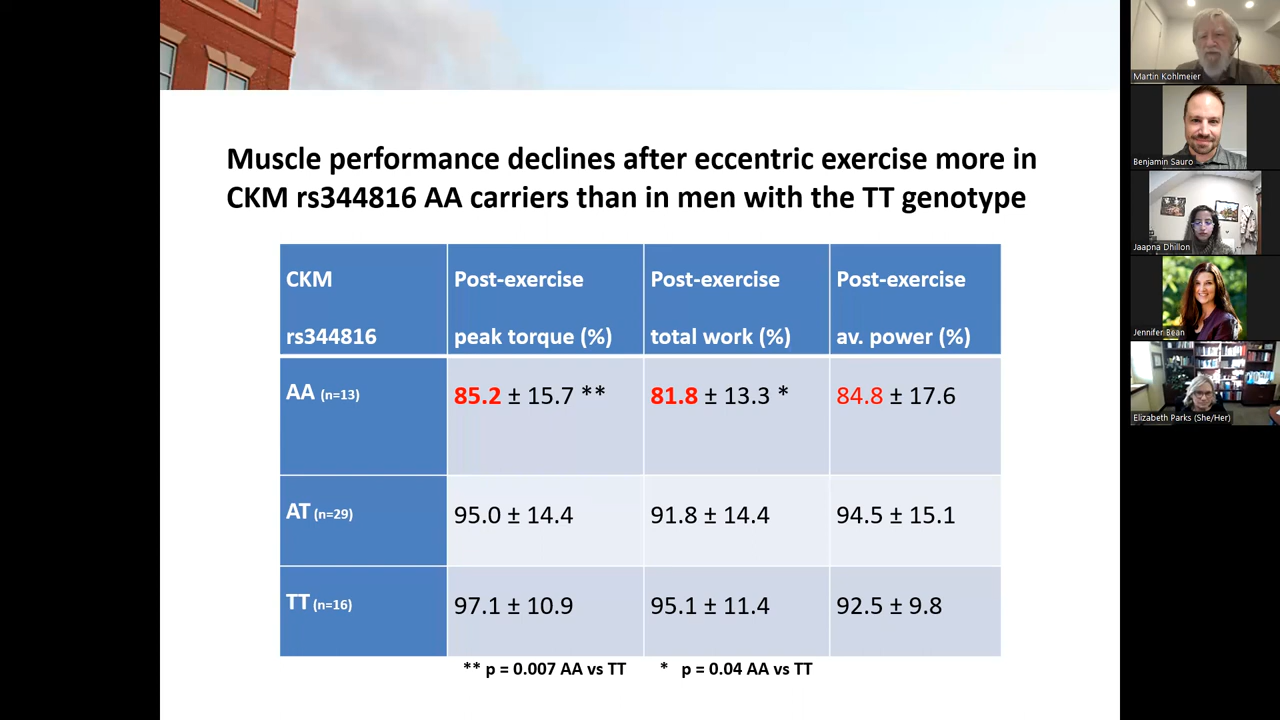 Muscle performance declines after eccentric exercise more in
CKM rs344816 AA carriers than in men with the TT genotype
CKM
rs344816
Post-exercise
peak torque (%)
Post-exercise
total work (%)
Post-exercise
av. power (%)
AA (n=13)
85.2 ± 15.7 **
81.8 ± 13.3 *
84.8 ± 17.6
AT (n=29)
95.0 ± 14.4
91.8 ± 14.4
94.5 ± 15.1
TT (n=16)
97.1 ± 10.9
95.1 ± 11.4
92.5 ± 9.8
** p = 0.007 AA vs TT
* p = 0.04 AA vs TT
Martin Kohlmeier
Benjamin Sauro
Jaapna Dhillon
Jennifer Bean
Elizabeth Parks (She/Her)